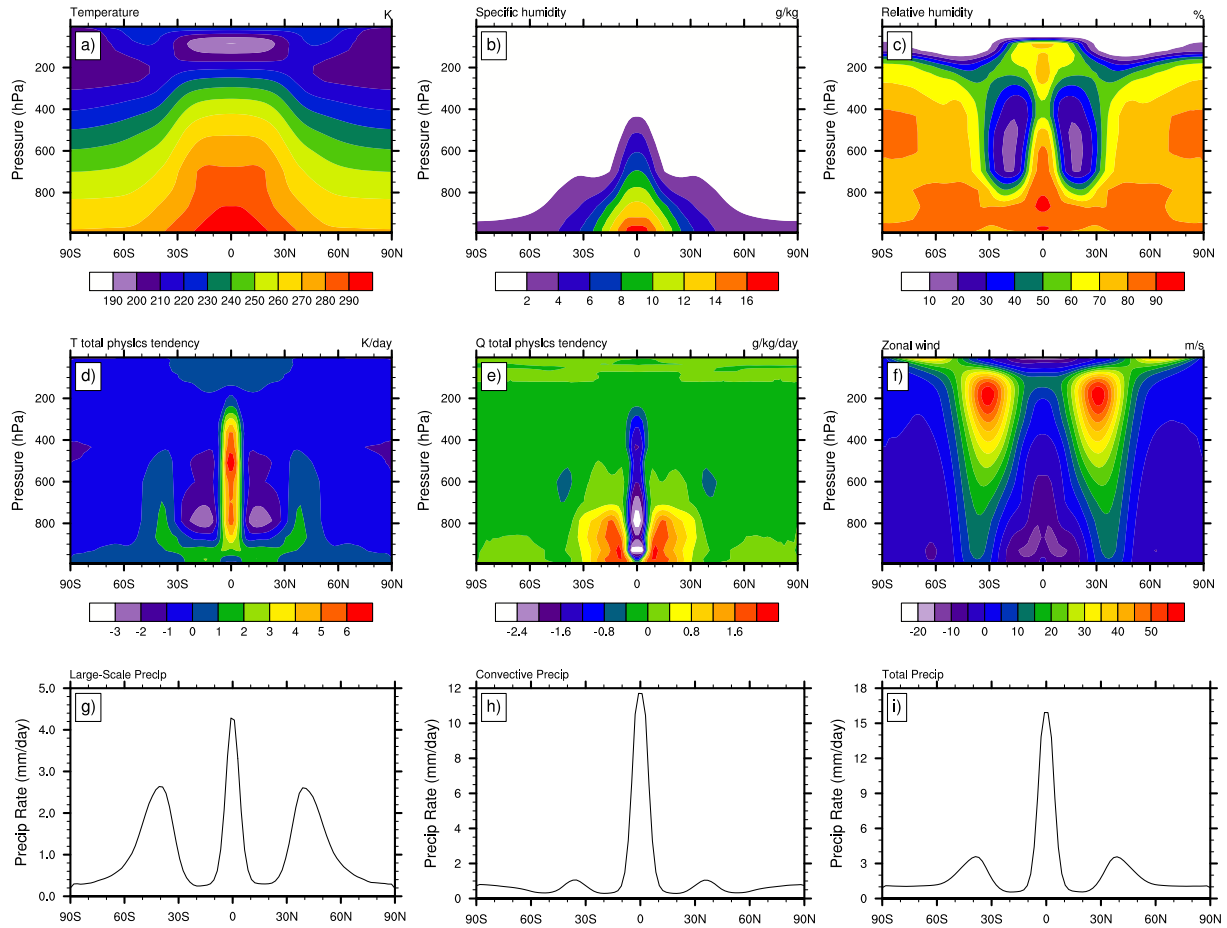 Temperature K
a)
Pressure (hPa)
200
400
600
800
90S 60S 30S 0 30N 60N 90N
190 200 210 220 230 240 250 260 270 280 290
Specific humidity g/kg
b)
Pressure (hPa)
200
400
600
800
90S 60S 30S 0 30N 60N 90N
2 4 6 8 10 12 14 16
Relative humidity %
c)
Pressure (hPa)
200
400
600
800
90S 60S 30S 0 30N 60N 90N
10 20 30 40 50 60 70 80 90
T total physics tendency K/day
d)
Pressure (hPa)
200
400
600
800
90S 60S 30S 0 30N 60N 90N
-3 -2 -1 0 1 2 3 4 5 6
Q total physics tendency g/kg/day
e)
Pressure (hPa)
200
400
600
800
90S 60S 30S 0 30N 60N 90N
-2.4 -1.6 -0.8 0 0.8 1.6
Zonal wind m/s
f)
Pressure (hPa)
200
400
600
800
90S 60S 30S 0 30N 60N 90N
-20 -10 0 10 20 30 40 50
Large-Scale Precip
g)
Precip Rate (mm/day)
5.0
4.0
3.0
2.0
1.0
0.0
90S 60S 30S 0 30N 60N 90N
Convective Precip
h)
Precip Rate (mm/day)
12
10
8
6
4
2
0
90S 60S 30S 0 30N 60N 90N
Total Precip
i)
Precip Rate (mm/day)
18
15
12
9
6
3
0
90S 60S 30S 0 30N 60N 90N